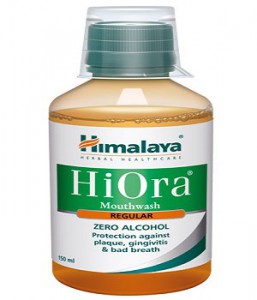 Himalaya
HERBAL HEALTHCARE
HiOra®
Mouthwash
REGULAR
ZERO ALCOHOL
Protection against
plaque, gingivitis
& bad breath
150 ml